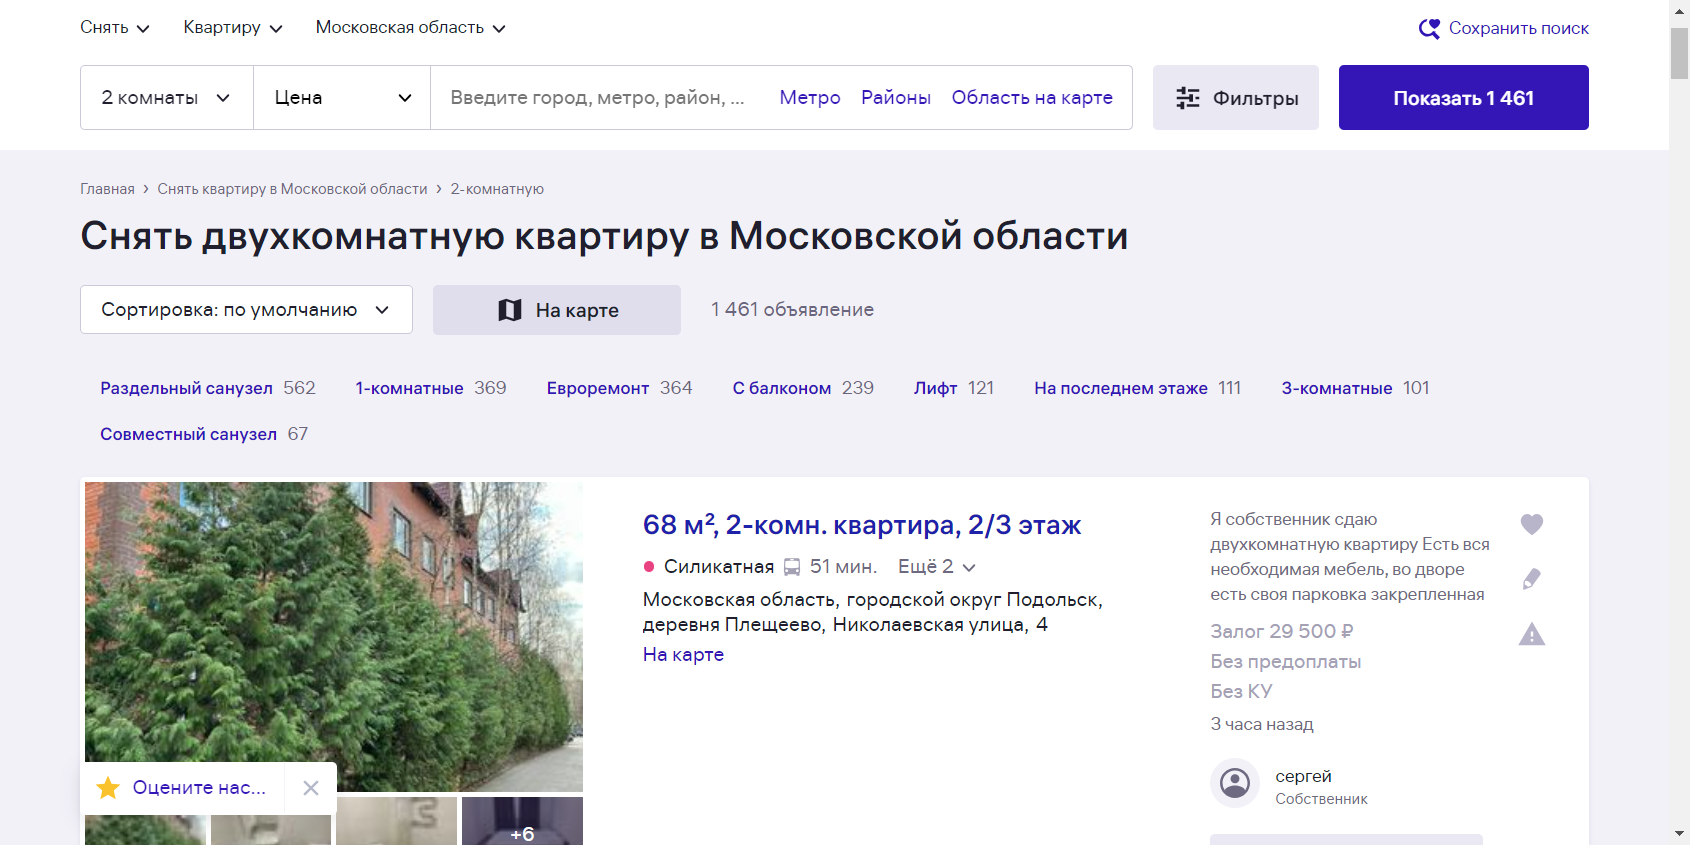 Снять Квартиру Московская область Сохранить поиск
2 комнаты Цена Введите город, метро, район, ... Метро Районы Область на карте Фильтры Показать 1 461
Главная › Снять квартиру в Московской области › 2-комнатную
Снять двухкомнатную квартиру в Московской области
Сортировка: по умолчанию На карте 1 461 объявление
Раздельный санузел 562 1-комнатные 369 Евроремонт 364 С балконом 239 Лифт 121 На последнем этаже 111 3-комнатные 101
Совместный санузел 67
68 м², 2-комн. квартира, 2/3 этаж
Силикатная 51 мин. Ещё 2
Московская область, городской округ Подольск,
деревня Плещеево, Николаевская улица, 4
На карте
Я собственник сдаю
двухкомнатную квартиру Есть вся
необходимая мебель, во дворе
есть своя парковка закрепленная
Залог 29 500 ₽
Без предоплаты
Без КУ
3 часа назад
сергей
Собственник
Оцените нас...
+6